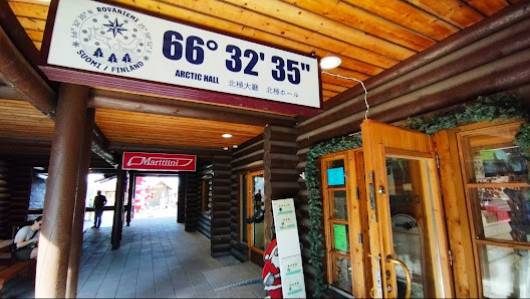 ROVANIEMI
SUOMI / FINLAND
66° 32' 35"
ARCTIC HALL 北極大廳 北極ホール
Marttiini